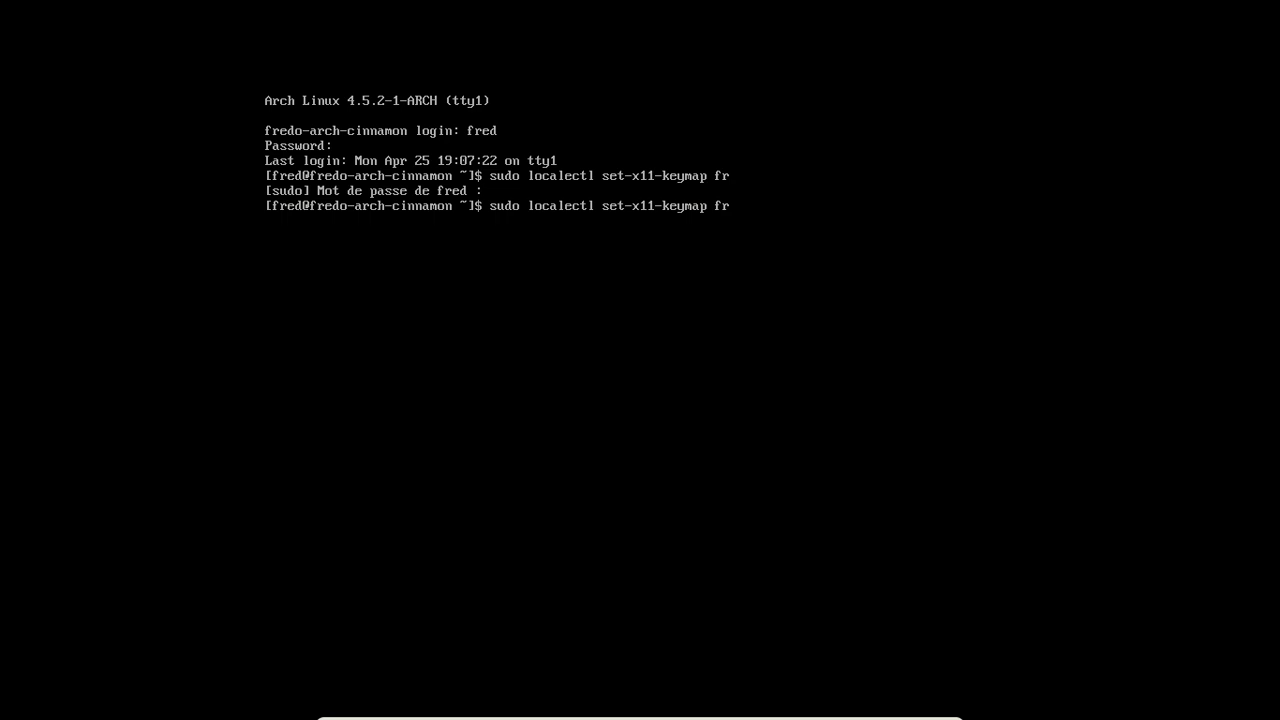 Arch Linux 4.5.2-1-ARCH (tty1)
fredo-arch-cinnamon login: fred
Password:
Last login: Mon Apr 25 19:07:22 on tty1
[fred@fredo-arch-cinnamon ~]$ sudo localectl set-x11-keymap fr
[sudo] Mot de passe de fred :
[fred@fredo-arch-cinnamon ~]$ sudo localectl set-x11-keymap fr